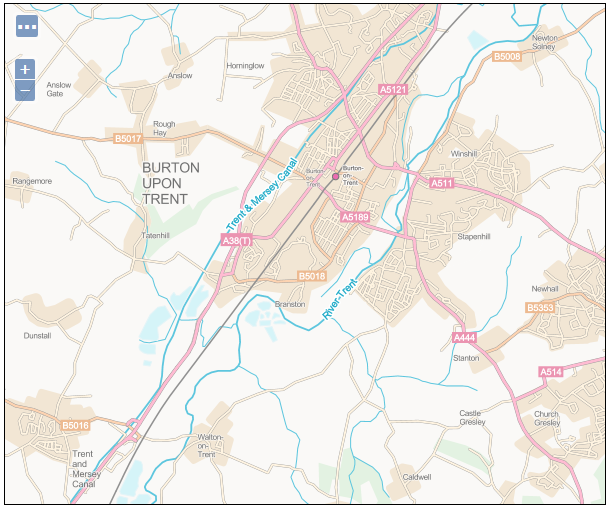 Newton
Solney
B5008
Horninglow
Anslow
Anslow
Gate
A5121
Rough
Hay
B5017
Winshill
BURTON
UPON
TRENT
Burton-
on-
Trent
Burton-
on-
Trent
Rangemore
A511
Trent & Mersey Canal
A5189
Tatenhill
A38(T)
Stapenhill
B5018
River-Trent
Newhall
Branston
B5353
Dunstall
A444
Stanton
A514
Castle
Gresley
Church
Gresley
B5016
Walton-
on-
Trent
Trent
and
Mersey
Canal
Caldwell